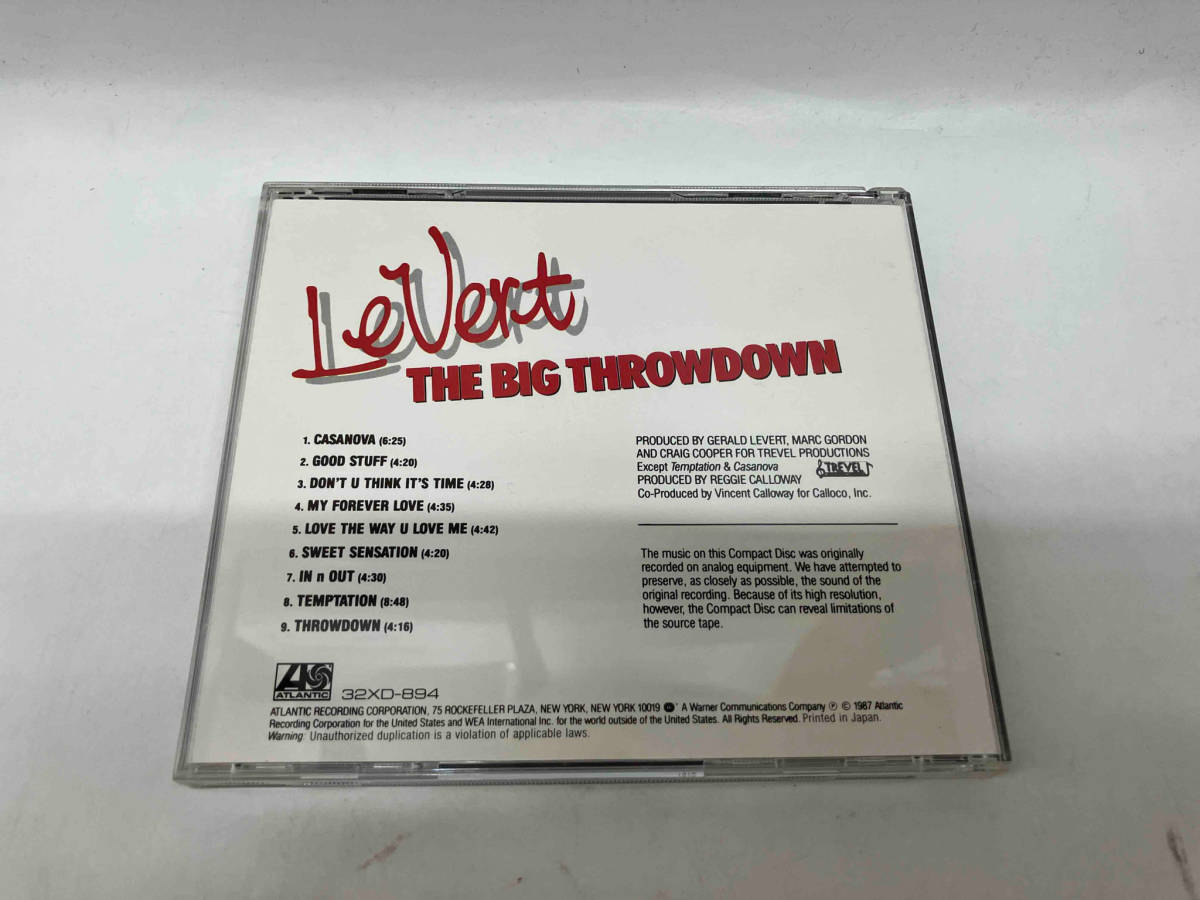 LeVert
THE BIG THROWDOWN
1. CASANOVA (6:25)
2. GOOD STUFF (4:20)
3. DON'T U THINK IT'S TIME (4:28)
4. MY FOREVER LOVE (4:35)
5. LOVE THE WAY U LOVE ME (4:42)
6. SWEET SENSATION (4:20)
7. IN n OUT (4:30)
8. TEMPTATION (8:48)
9. THROWDOWN (4:16)
PRODUCED BY GERALD LEVERT, MARC GORDON
AND CRAIG COOPER FOR TREVEL PRODUCTIONS
Except Temptation & Casanova
PRODUCED BY REGGIE CALLOWAY
Co-Produced by Vincent Calloway for Calloco, Inc.
TREVEL
The music on this Compact Disc was originally
recorded on analog equipment. We have attempted to
preserve, as closely as possible, the sound of the
original recording. Because of its high resolution,
however, the Compact Disc can reveal limitations of
the source tape.
ATLANTIC
32XD-894
ATLANTIC RECORDING CORPORATION, 75 ROCKEFELLER PLAZA, NEW YORK, NEW YORK 10019 A Warner Communications Company ℗ © 1987 Atlantic
Recording Corporation for the United States and WEA International Inc. for the world outside of the United States. All Rights Reserved. Printed in Japan.
Warning: Unauthorized duplication is a violation of applicable laws.